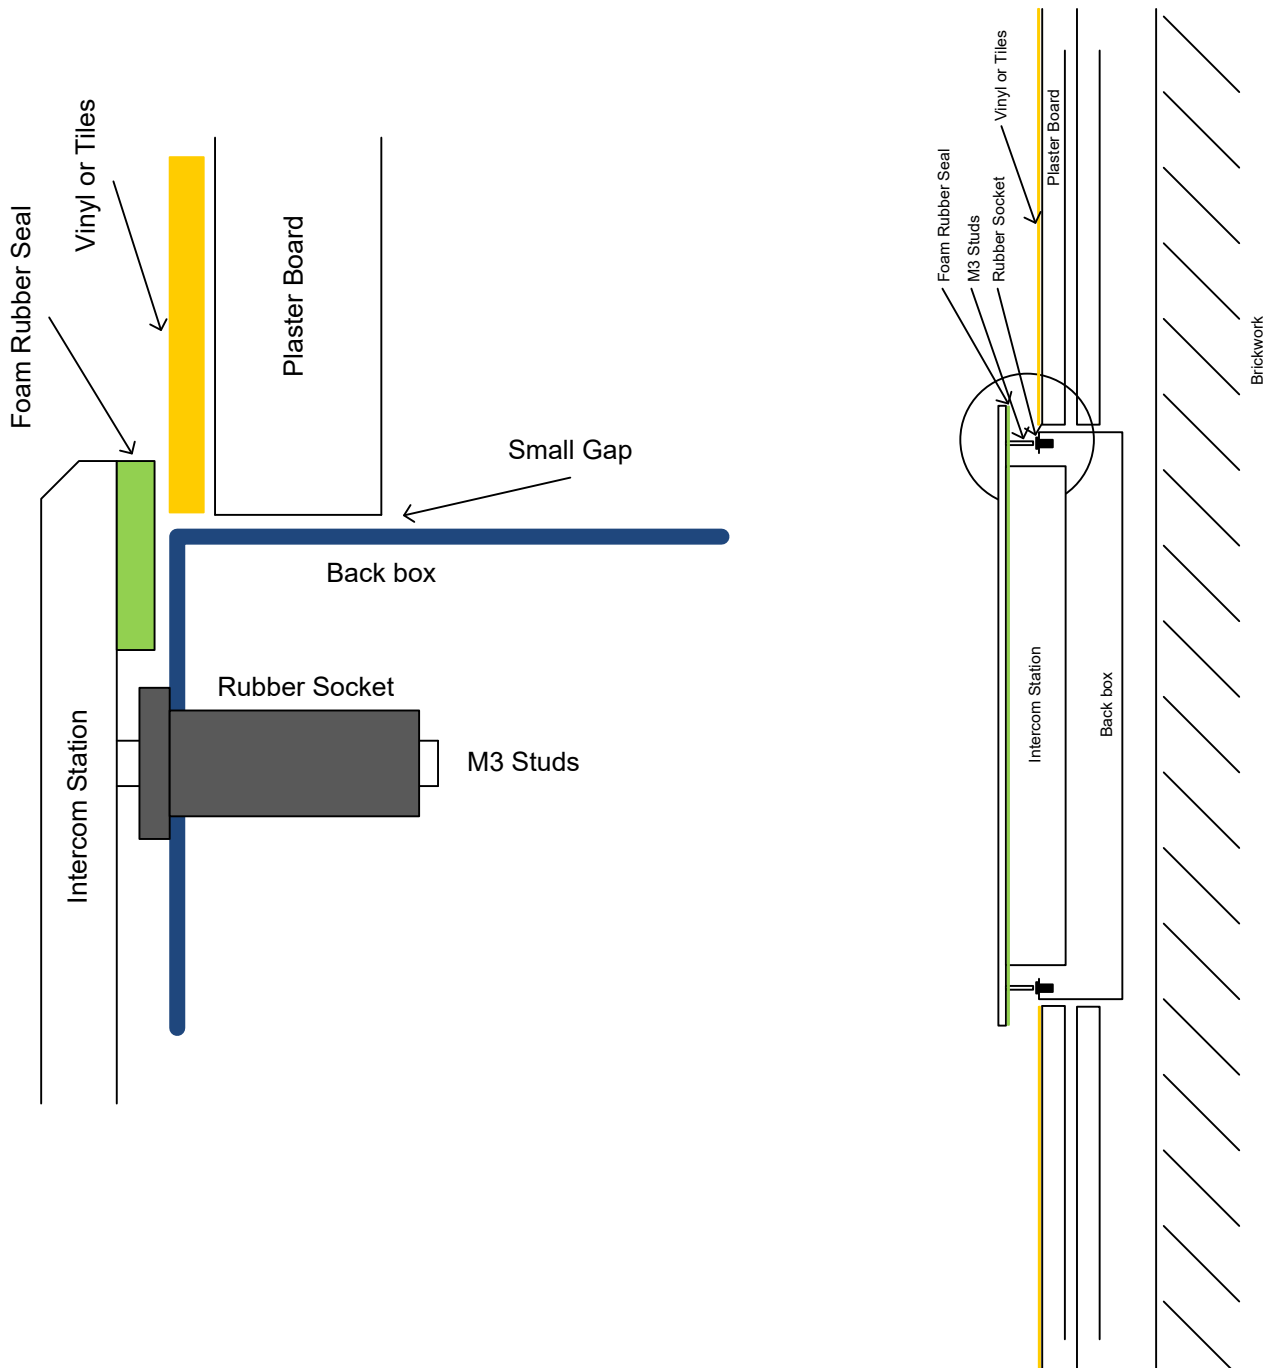 Vinyl or Tiles
Foam Rubber Seal
Plaster Board
Small Gap
Back box
Rubber Socket
M3 Studs
Intercom Station
Vinyl or Tiles
Plaster Board
Foam Rubber Seal
M3 Studs
Rubber Socket
Brickwork
Intercom Station
Back box